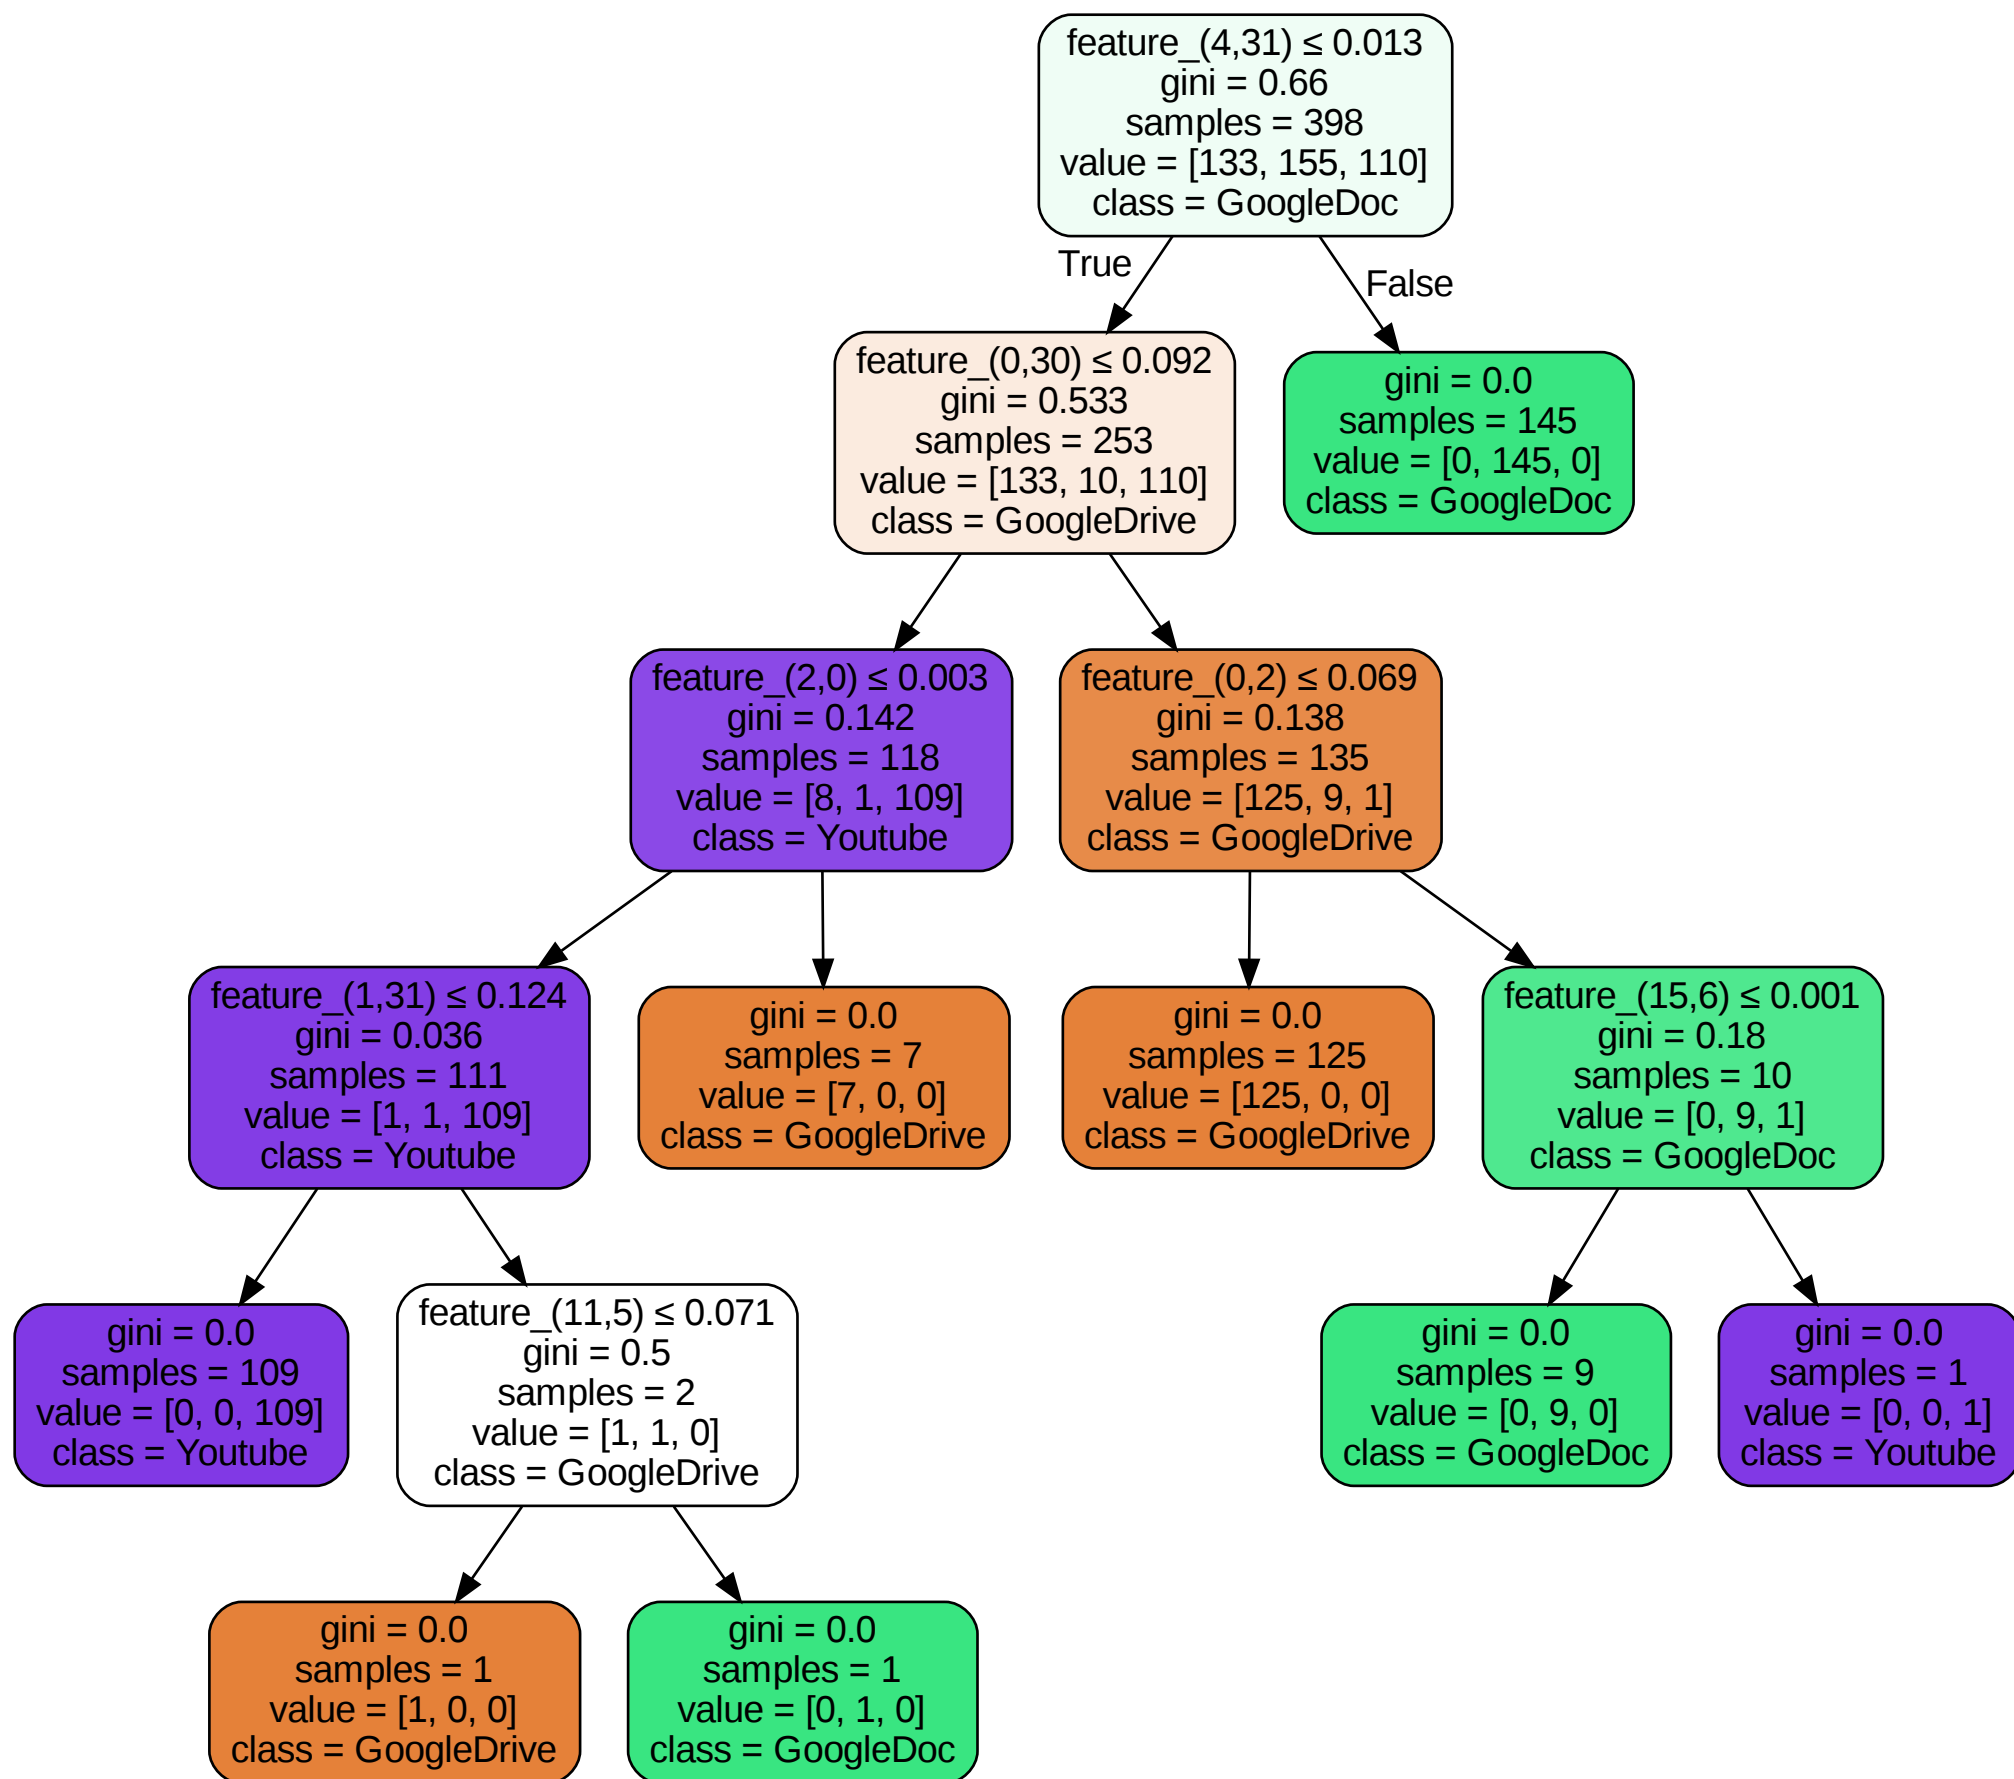 feature_(4,31) ≤ 0.013
gini = 0.66
samples = 398
value = [133, 155, 110]
class = GoogleDoc
True
False
feature_(0,30) ≤ 0.092
gini = 0.533
samples = 253
value = [133, 10, 110]
class = GoogleDrive
gini = 0.0
samples = 145
value = [0, 145, 0]
class = GoogleDoc
feature_(2,0) ≤ 0.003
gini = 0.142
samples = 118
value = [8, 1, 109]
class = Youtube
feature_(0,2) ≤ 0.069
gini = 0.138
samples = 135
value = [125, 9, 1]
class = GoogleDrive
feature_(1,31) ≤ 0.124
gini = 0.036
samples = 111
value = [1, 1, 109]
class = Youtube
gini = 0.0
samples = 7
value = [7, 0, 0]
class = GoogleDrive
gini = 0.0
samples = 125
value = [125, 0, 0]
class = GoogleDrive
feature_(15,6) ≤ 0.001
gini = 0.18
samples = 10
value = [0, 9, 1]
class = GoogleDoc
gini = 0.0
samples = 109
value = [0, 0, 109]
class = Youtube
feature_(11,5) ≤ 0.071
gini = 0.5
samples = 2
value = [1, 1, 0]
class = GoogleDrive
gini = 0.0
samples = 9
value = [0, 9, 0]
class = GoogleDoc
gini = 0.0
samples = 1
value = [0, 0, 1]
class = Youtube
gini = 0.0
samples = 1
value = [1, 0, 0]
class = GoogleDrive
gini = 0.0
samples = 1
value = [0, 1, 0]
class = GoogleDoc